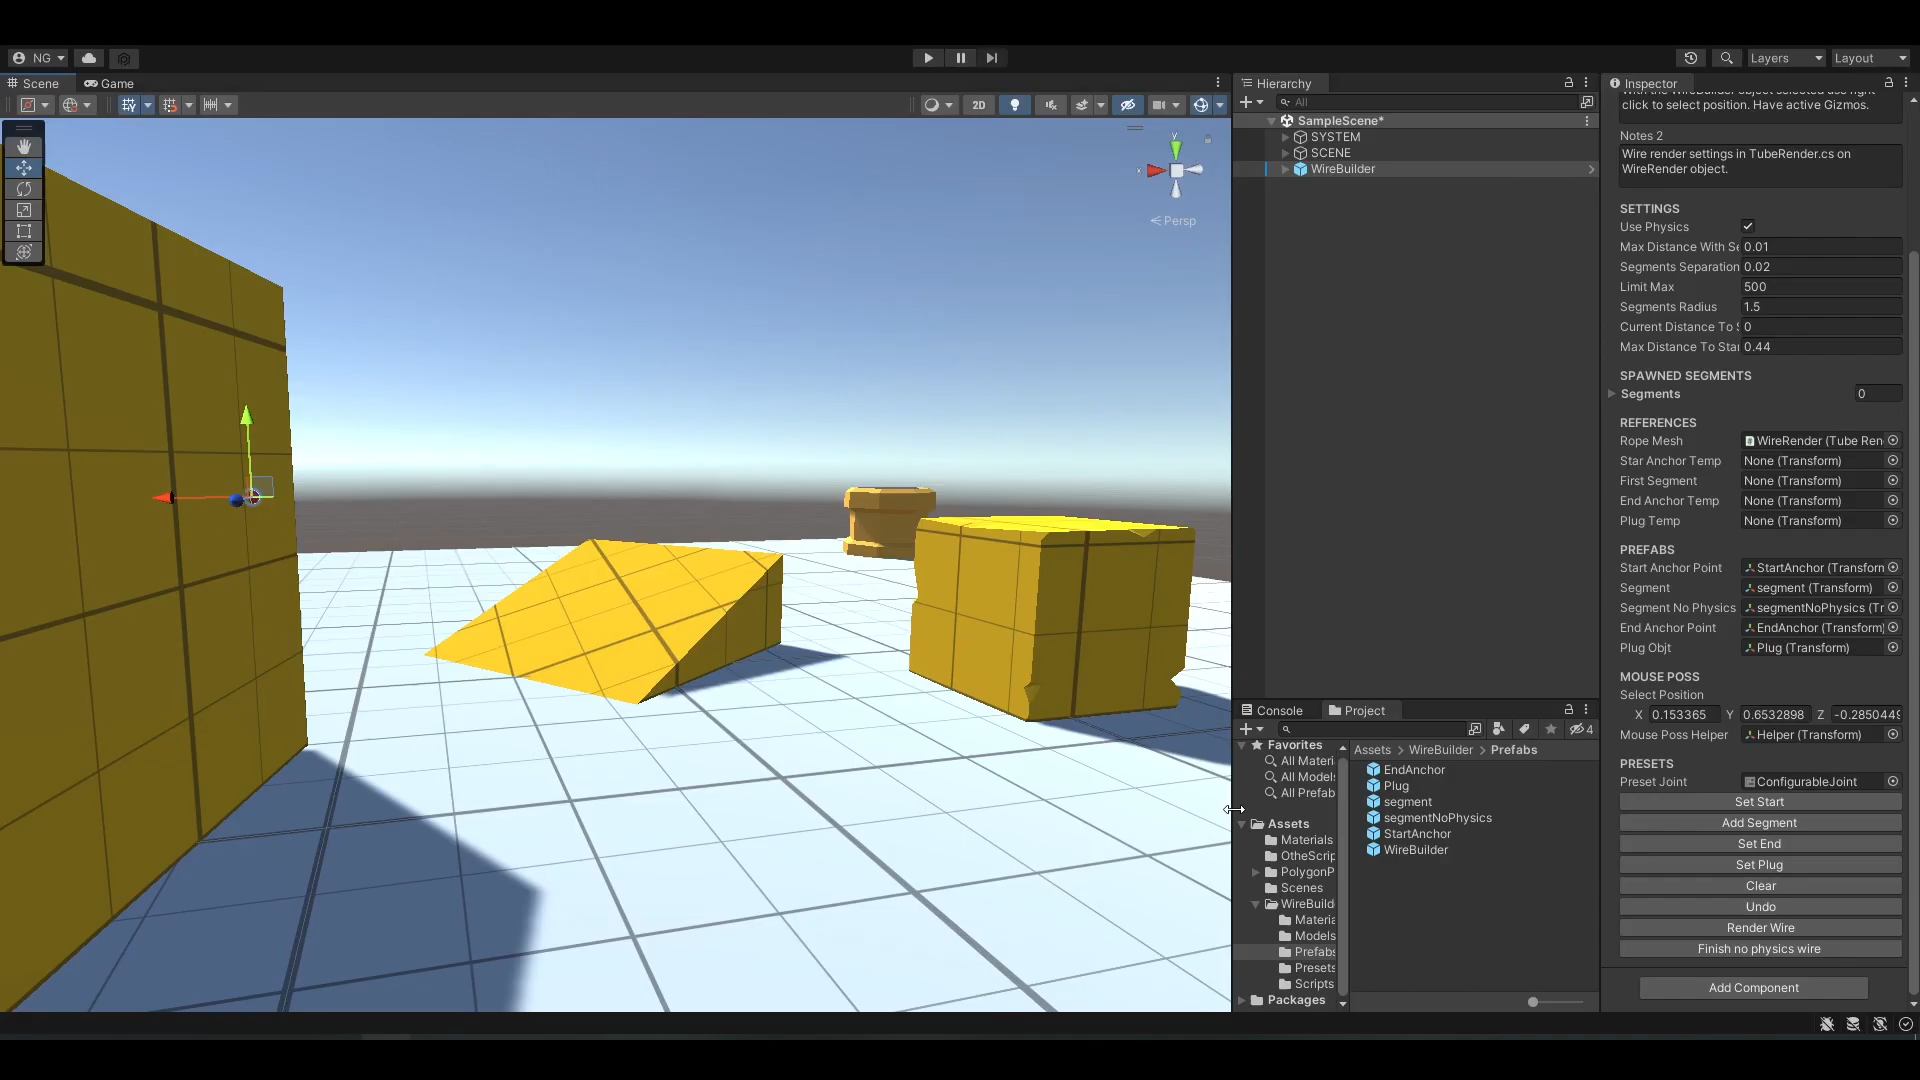 NG
Layers
Layout
Scene
Game
2D
y
x
Persp
Hierarchy
All
SampleScene*
SYSTEM
SCENE
WireBuilder
Inspector
click to select position. Have active Gizmos.
Notes 2
Wire render settings in TubeRender.cs on
WireRender object.
SETTINGS
Use Physics
Max Distance With Se 0.01
Segments Separation 0.02
Limit Max 500
Segments Radius 1.5
Current Distance To S 0
Max Distance To Star 0.44
SPAWNED SEGMENTS
Segments 0
REFERENCES
Rope Mesh WireRender (Tube Ren
Star Anchor Temp None (Transform)
First Segment None (Transform)
End Anchor Temp None (Transform)
Plug Temp None (Transform)
PREFABS
Start Anchor Point StartAnchor (Transform
Segment segment (Transform)
Segment No Physics segmentNoPhysics (Tr
End Anchor Point EndAnchor (Transform)
Plug Objt Plug (Transform)
MOUSE POSS
Select Position
X 0.153365 Y 0.6532898 Z -0.2850449
Mouse Poss Helper Helper (Transform)
PRESETS
Preset Joint ConfigurableJoint
Set Start
Add Segment
Set End
Set Plug
Clear
Undo
Render Wire
Finish no physics wire
Add Component
Console
Project
4
Favorites
All Materi
All Models
All Prefab
Assets
Materials
OtheScrip
PolygonP
Scenes
WireBuild
Materia
Models
Prefabs
Presets
Scripts
Packages
Assets > WireBuilder > Prefabs
EndAnchor
Plug
segment
segmentNoPhysics
StartAnchor
WireBuilder